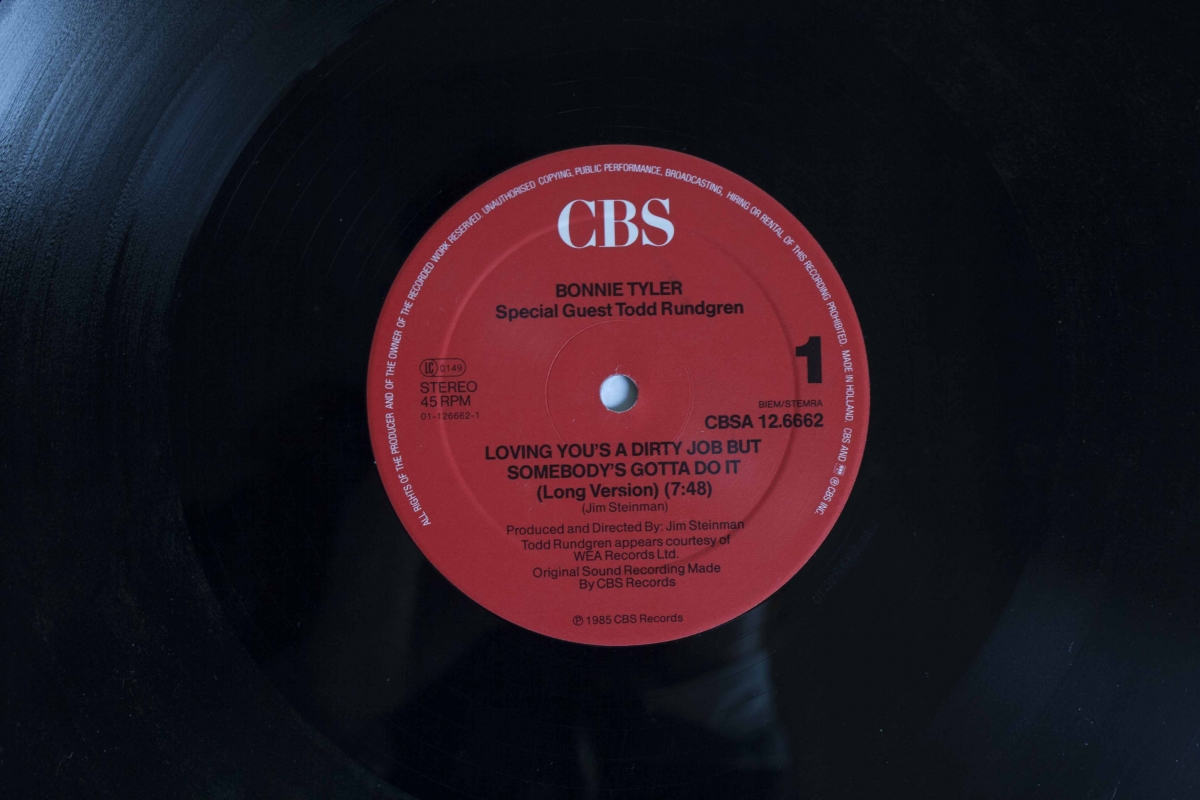 ALL RIGHTS OF THE PRODUCER AND OF THE OWNER OF THE RECORDED WORK RESERVED. UNAUTHORISED COPYING, PUBLIC PERFORMANCE, BROADCASTING, HIRING OR RENTAL OF THIS RECORDING PROHIBITED. MADE IN HOLLAND. CBS AND ℗ CBS INC.
CBS
BONNIE TYLER
Special Guest Todd Rundgren
1
LC 0149
STEREO
45 RPM
01-126662-1
BIEM/STEMRA
CBSA 12.6662
LOVING YOU'S A DIRTY JOB BUT
SOMEBODY'S GOTTA DO IT
(Long Version) (7:48)
(Jim Steinman)
Produced and Directed By: Jim Steinman
Todd Rundgren appears courtesy of
WEA Records Ltd.
Original Sound Recording Made
By CBS Records
℗ 1985 CBS Records